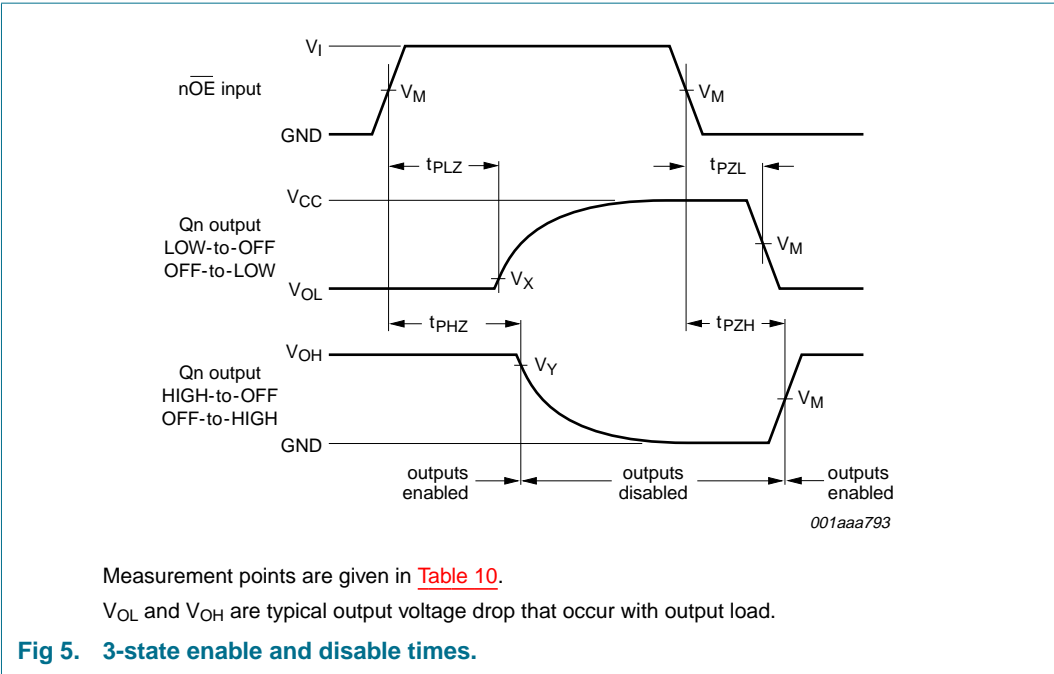 V_I
nOE input
V_M
V_M
GND
t_PLZ
t_PZL
V_CC
Qn output
LOW-to-OFF
OFF-to-LOW
V_M
V_X
V_OL
t_PHZ
t_PZH
V_OH
Qn output
HIGH-to-OFF
OFF-to-HIGH
V_Y
V_M
GND
outputs
enabled
outputs
disabled
outputs
enabled
001aaa793
Measurement points are given in Table 10.
V_OL and V_OH are typical output voltage drop that occur with output load.
Fig 5. 3-state enable and disable times.